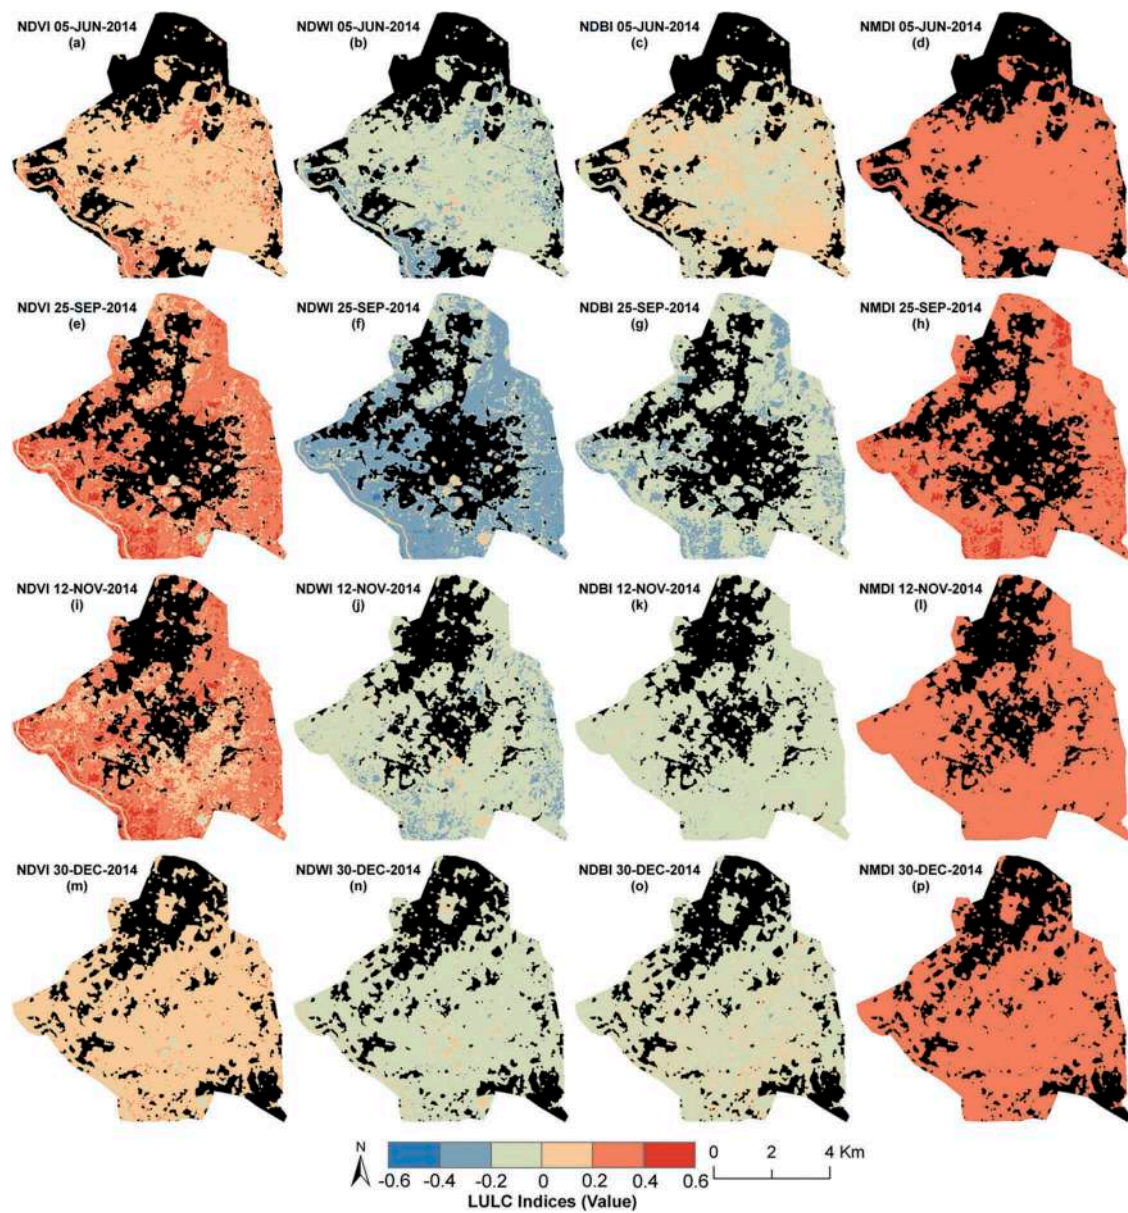 NDVI 05-JUN-2014
(a)
NDWI 05-JUN-2014
(b)
NDBI 05-JUN-2014
(c)
NMDI 05-JUN-2014
(d)
NDVI 25-SEP-2014
(e)
NDWI 25-SEP-2014
(f)
NDBI 25-SEP-2014
(g)
NMDI 25-SEP-2014
(h)
NDVI 12-NOV-2014
(i)
NDWI 12-NOV-2014
(j)
NDBI 12-NOV-2014
(k)
NMDI 12-NOV-2014
(l)
NDVI 30-DEC-2014
(m)
NDWI 30-DEC-2014
(n)
NDBI 30-DEC-2014
(o)
NMDI 30-DEC-2014
(p)
N
0 2 4 Km
-0.6 -0.4 -0.2 0 0.2 0.4 0.6
LULC Indices (Value)